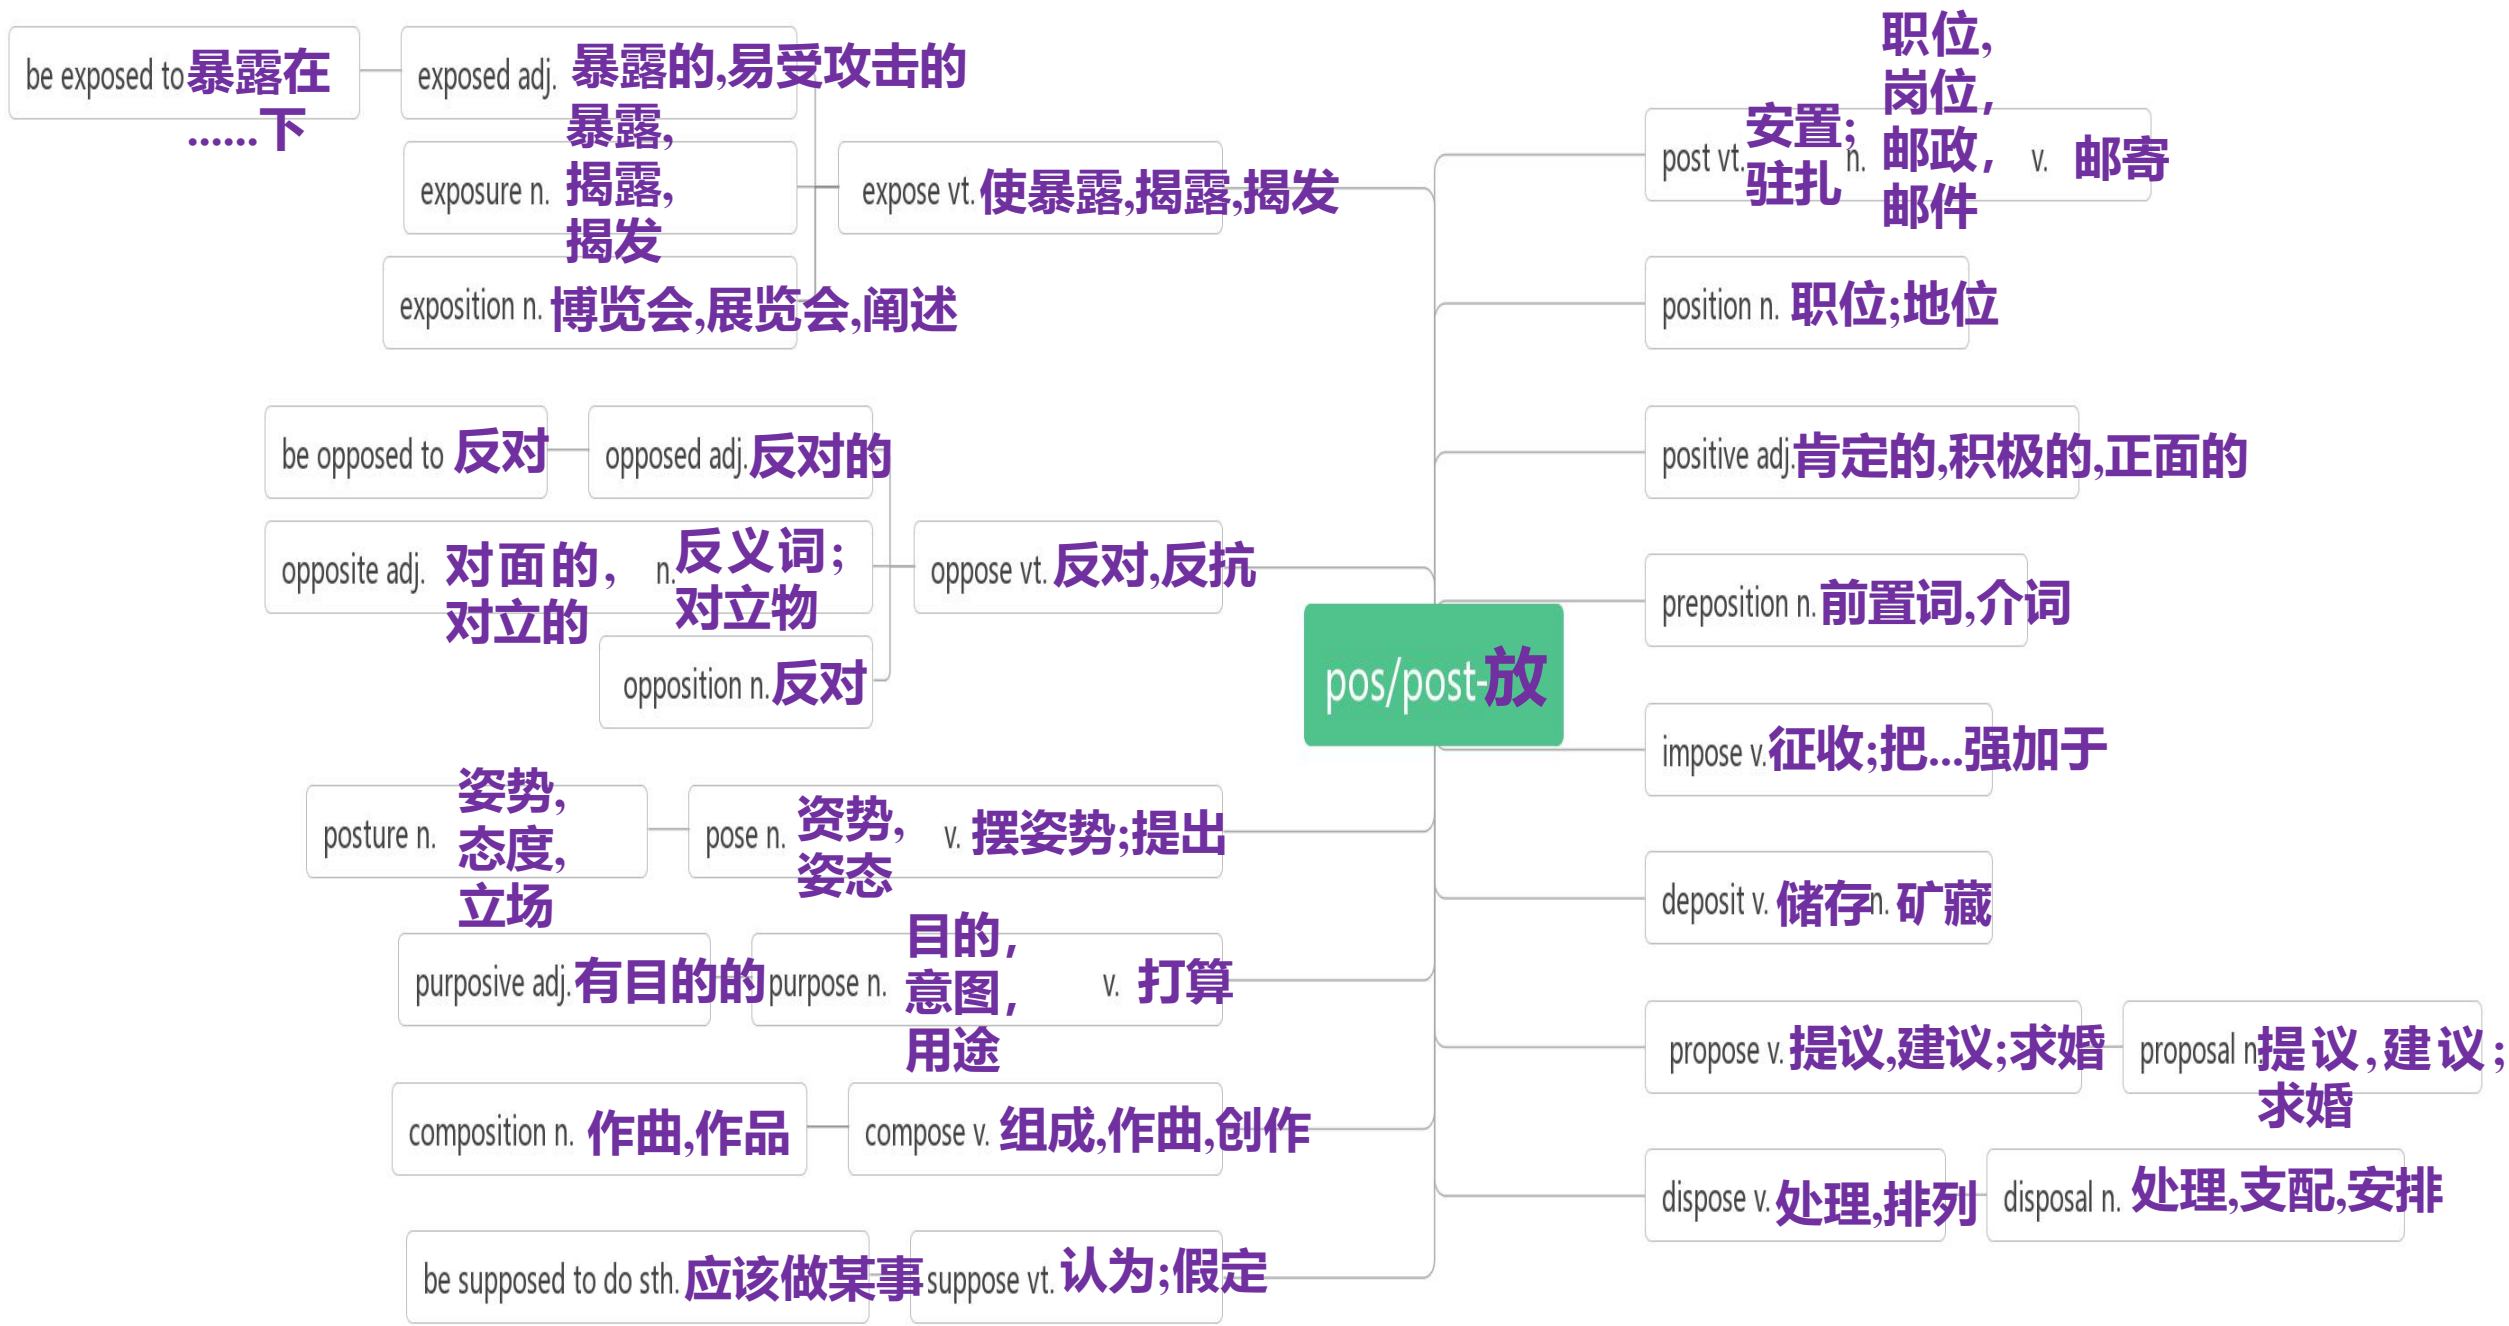 be exposed to 暴露在
......下
exposed adj. 暴露的,易受攻击的
exposure n. 暴露,
揭露,
揭发
exposition n. 博览会,展览会,阐述
expose vt. 使暴露,揭露,揭发
be opposed to 反对
opposed adj. 反对的
opposite adj. 对面的,
对立的
n. 反义词;
对立物
opposition n. 反对
oppose vt. 反对,反抗
posture n. 姿势,
态度,
立场
pose n. 资势,
姿态
v. 摆姿势;提出
purposive adj. 有目的的
purpose n. 目的,
意图,
用途
v. 打算
composition n. 作曲,作品
compose v. 组成,作曲,创作
be supposed to do sth. 应该做某事
suppose vt. 认为;假定
pos/post-放
post vt. 安置;
驻扎
n. 职位,
岗位,
邮政,
邮件
v. 邮寄
position n. 职位;地位
positive adj. 肯定的,积极的,正面的
preposition n. 前置词,介词
impose v. 征收;把...强加于
deposit v. 储存 n. 矿藏
propose v. 提议,建议;求婚
proposal n. 提议,建议;
求婚
dispose v. 处理,排列
disposal n. 处理,支配,安排